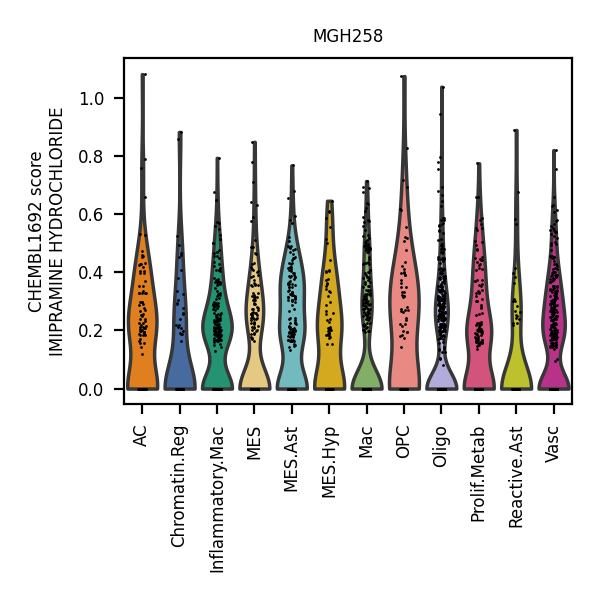 MGH258
CHEMBL1692 score
IMIPRAMINE HYDROCHLORIDE
1.0
0.8
0.6
0.4
0.2
0.0
AC
Chromatin.Reg
Inflammatory.Mac
MES
MES.Ast
MES.Hyp
Mac
OPC
Oligo
Prolif.Metab
Reactive.Ast
Vasc